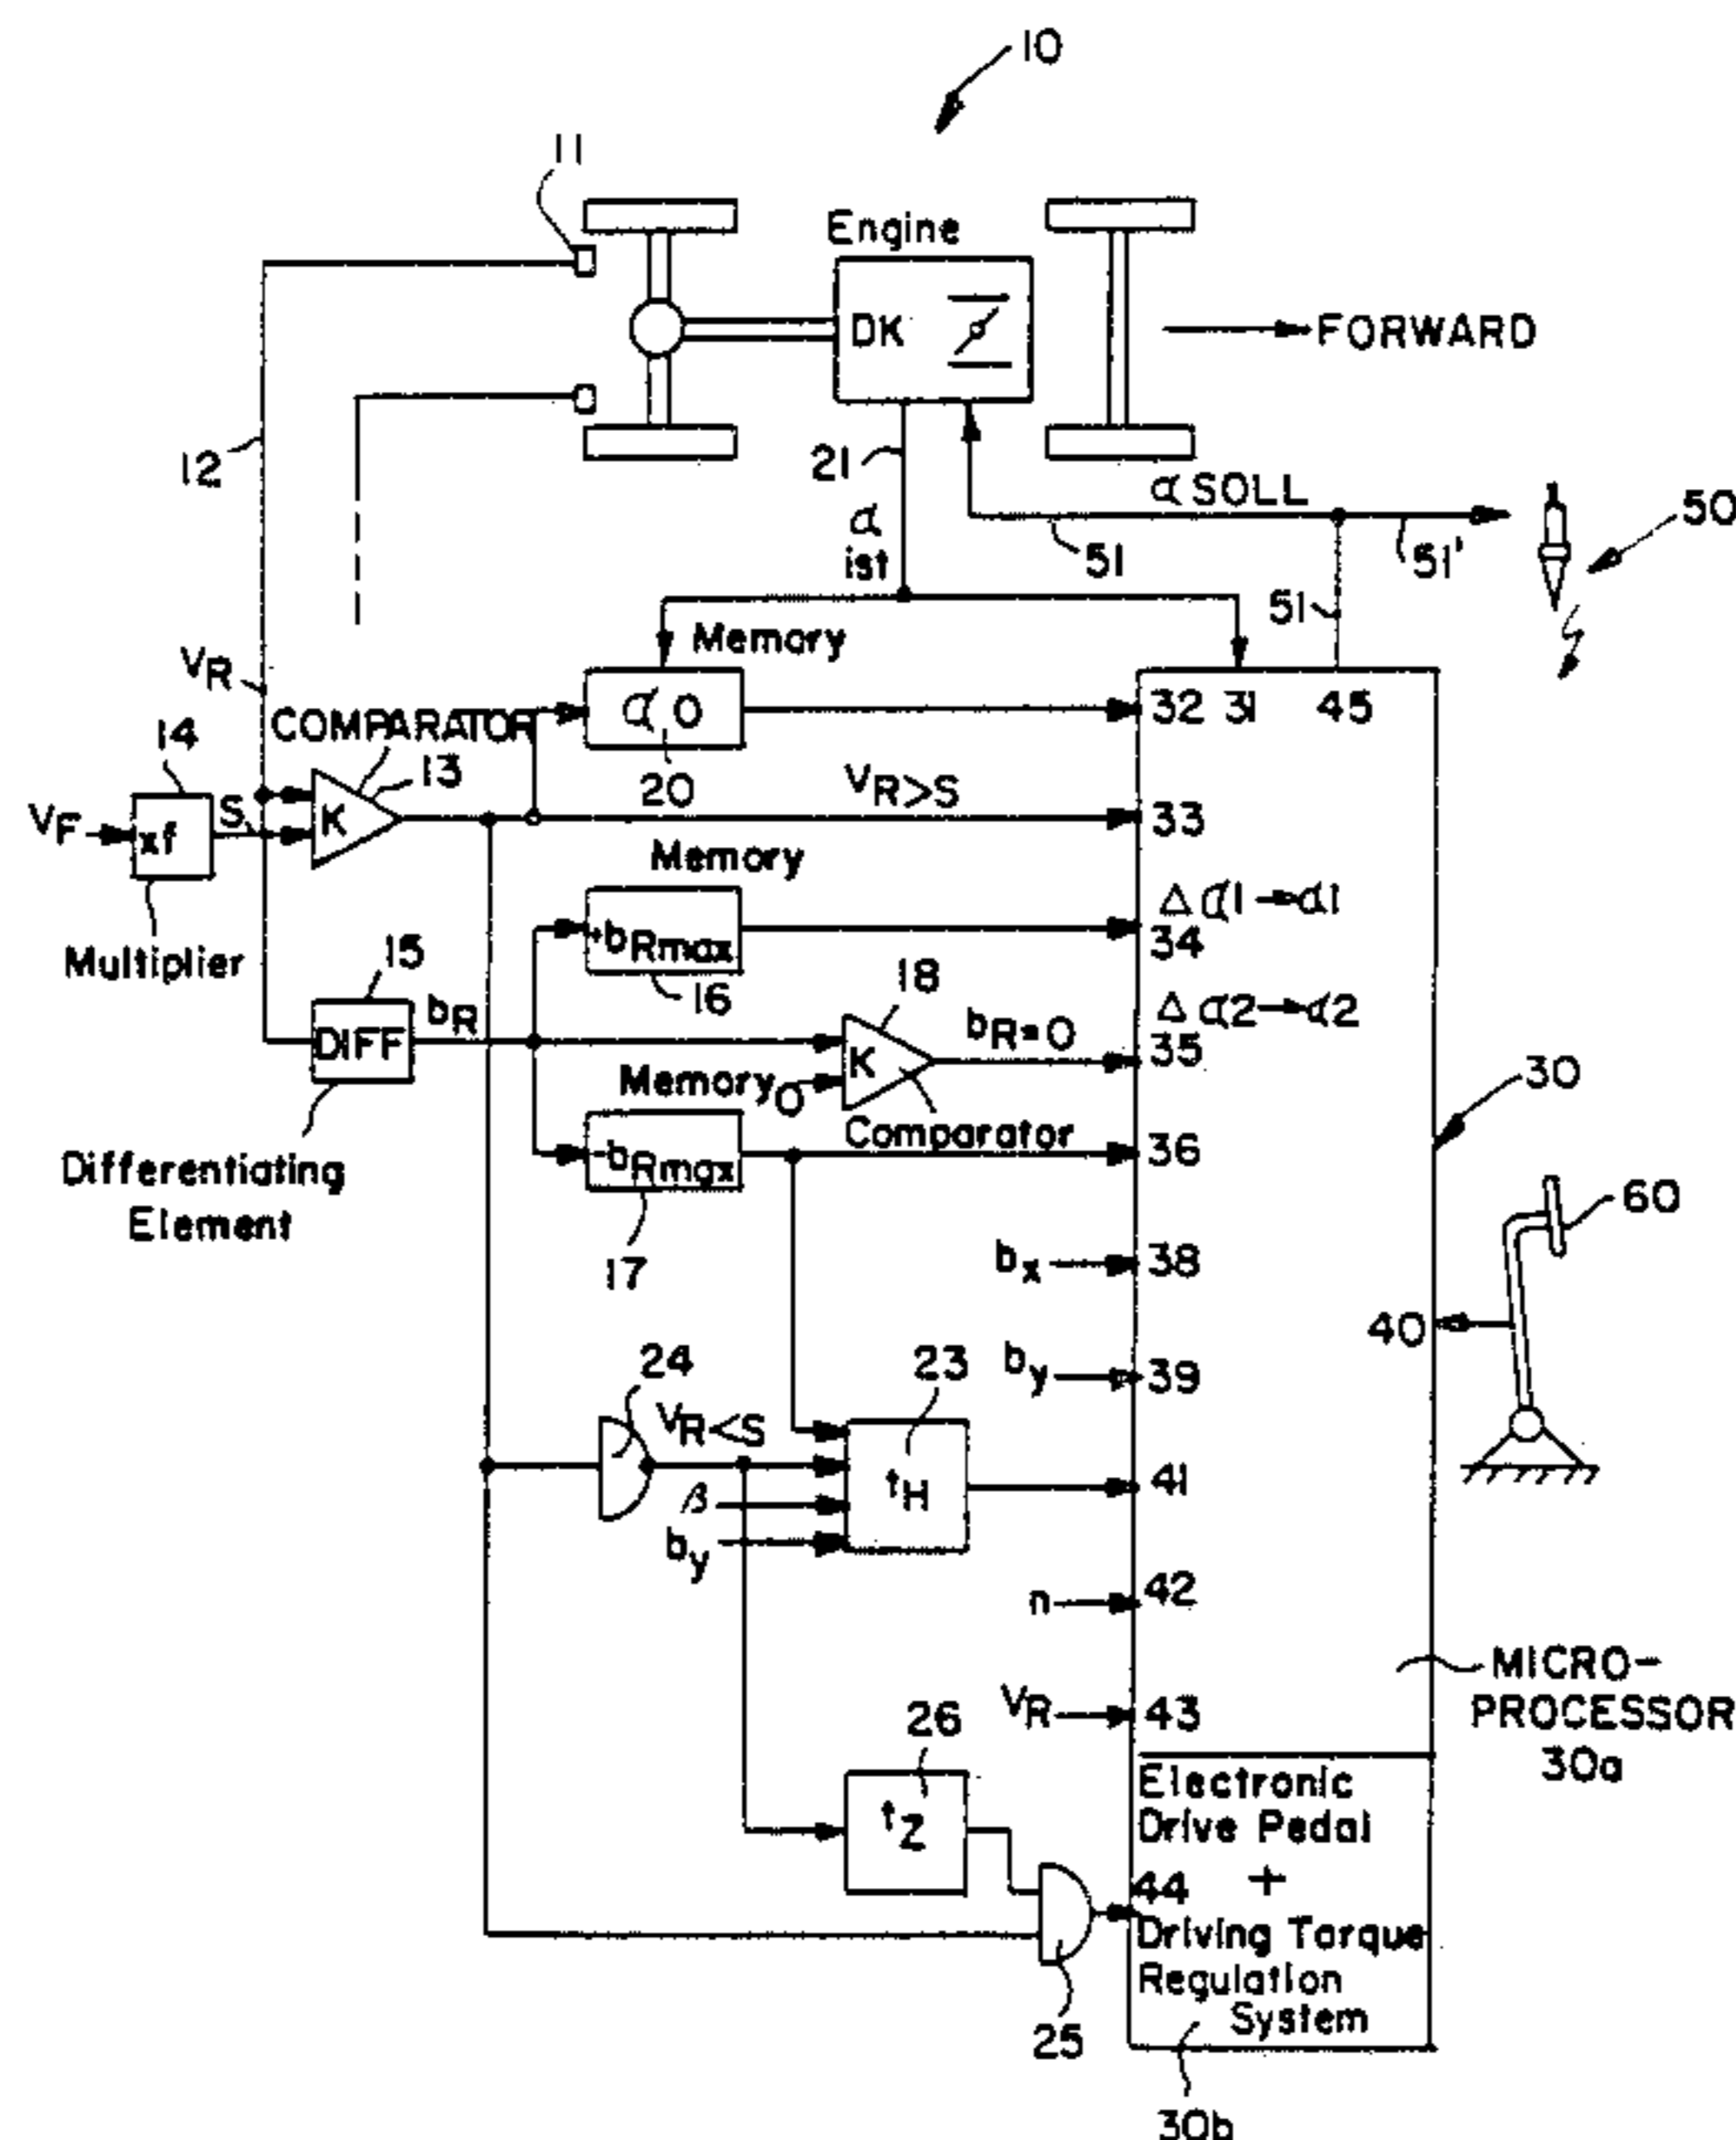 10
11
Engine
DK
FORWARD
12
21
α SOLL
50
α
ist
51
51'
51
Memory
VR
14
COMPARATOR
α 0
32 31 45
13
20
VR>S
VF
xf
S
K
33
Memory
Δ α1→α1
Multiplier
15
+bRmax
34
16
18
bR
Δ α2→α2
DIFF
bR=0
K
35
Memory
0
30
Comparator
Differentiating
Element
-bRmax
36
60
17
bx
38
40
24
23
by
39
VR<S
tH
β
41
by
n
42
MICRO-
PROCESSOR
30a
VR
43
26
Electronic
Drive Pedal
+
tZ
44
Driving Torque
Regulation
System
25
30b